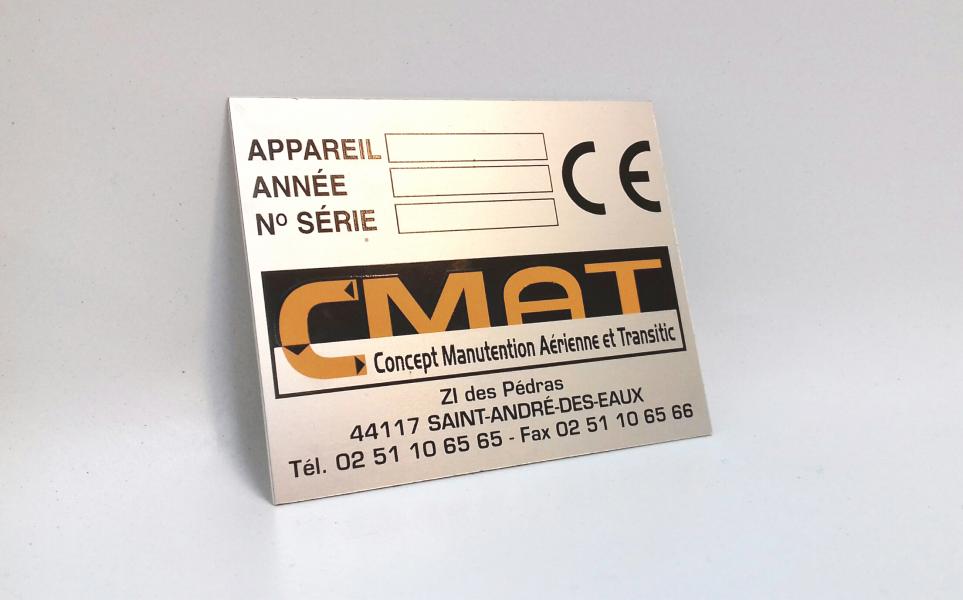 APPAREIL
CE
ANNÉE
Nº SÉRIE
CMAT
Concept Manutention Aérienne et Transitic
ZI des Pédras
44117 SAINT-ANDRÉ-DES-EAUX
Tél. 02 51 10 65 65 - Fax 02 51 10 65 66